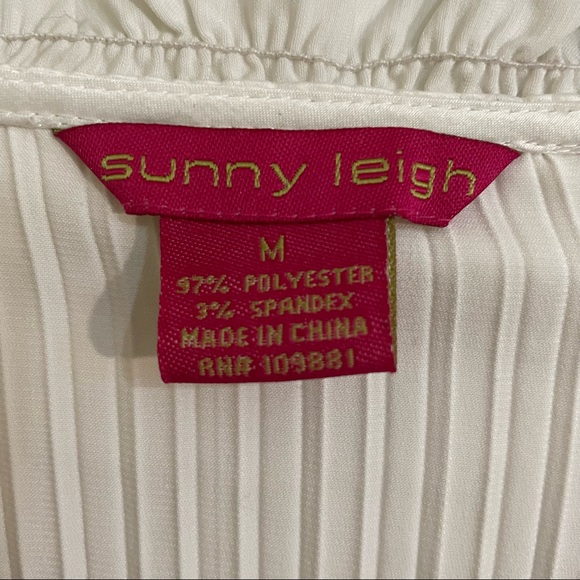 sunny leigh
M
97% POLYESTER
3% SPANDEX
MADE IN CHINA
RN# 109881